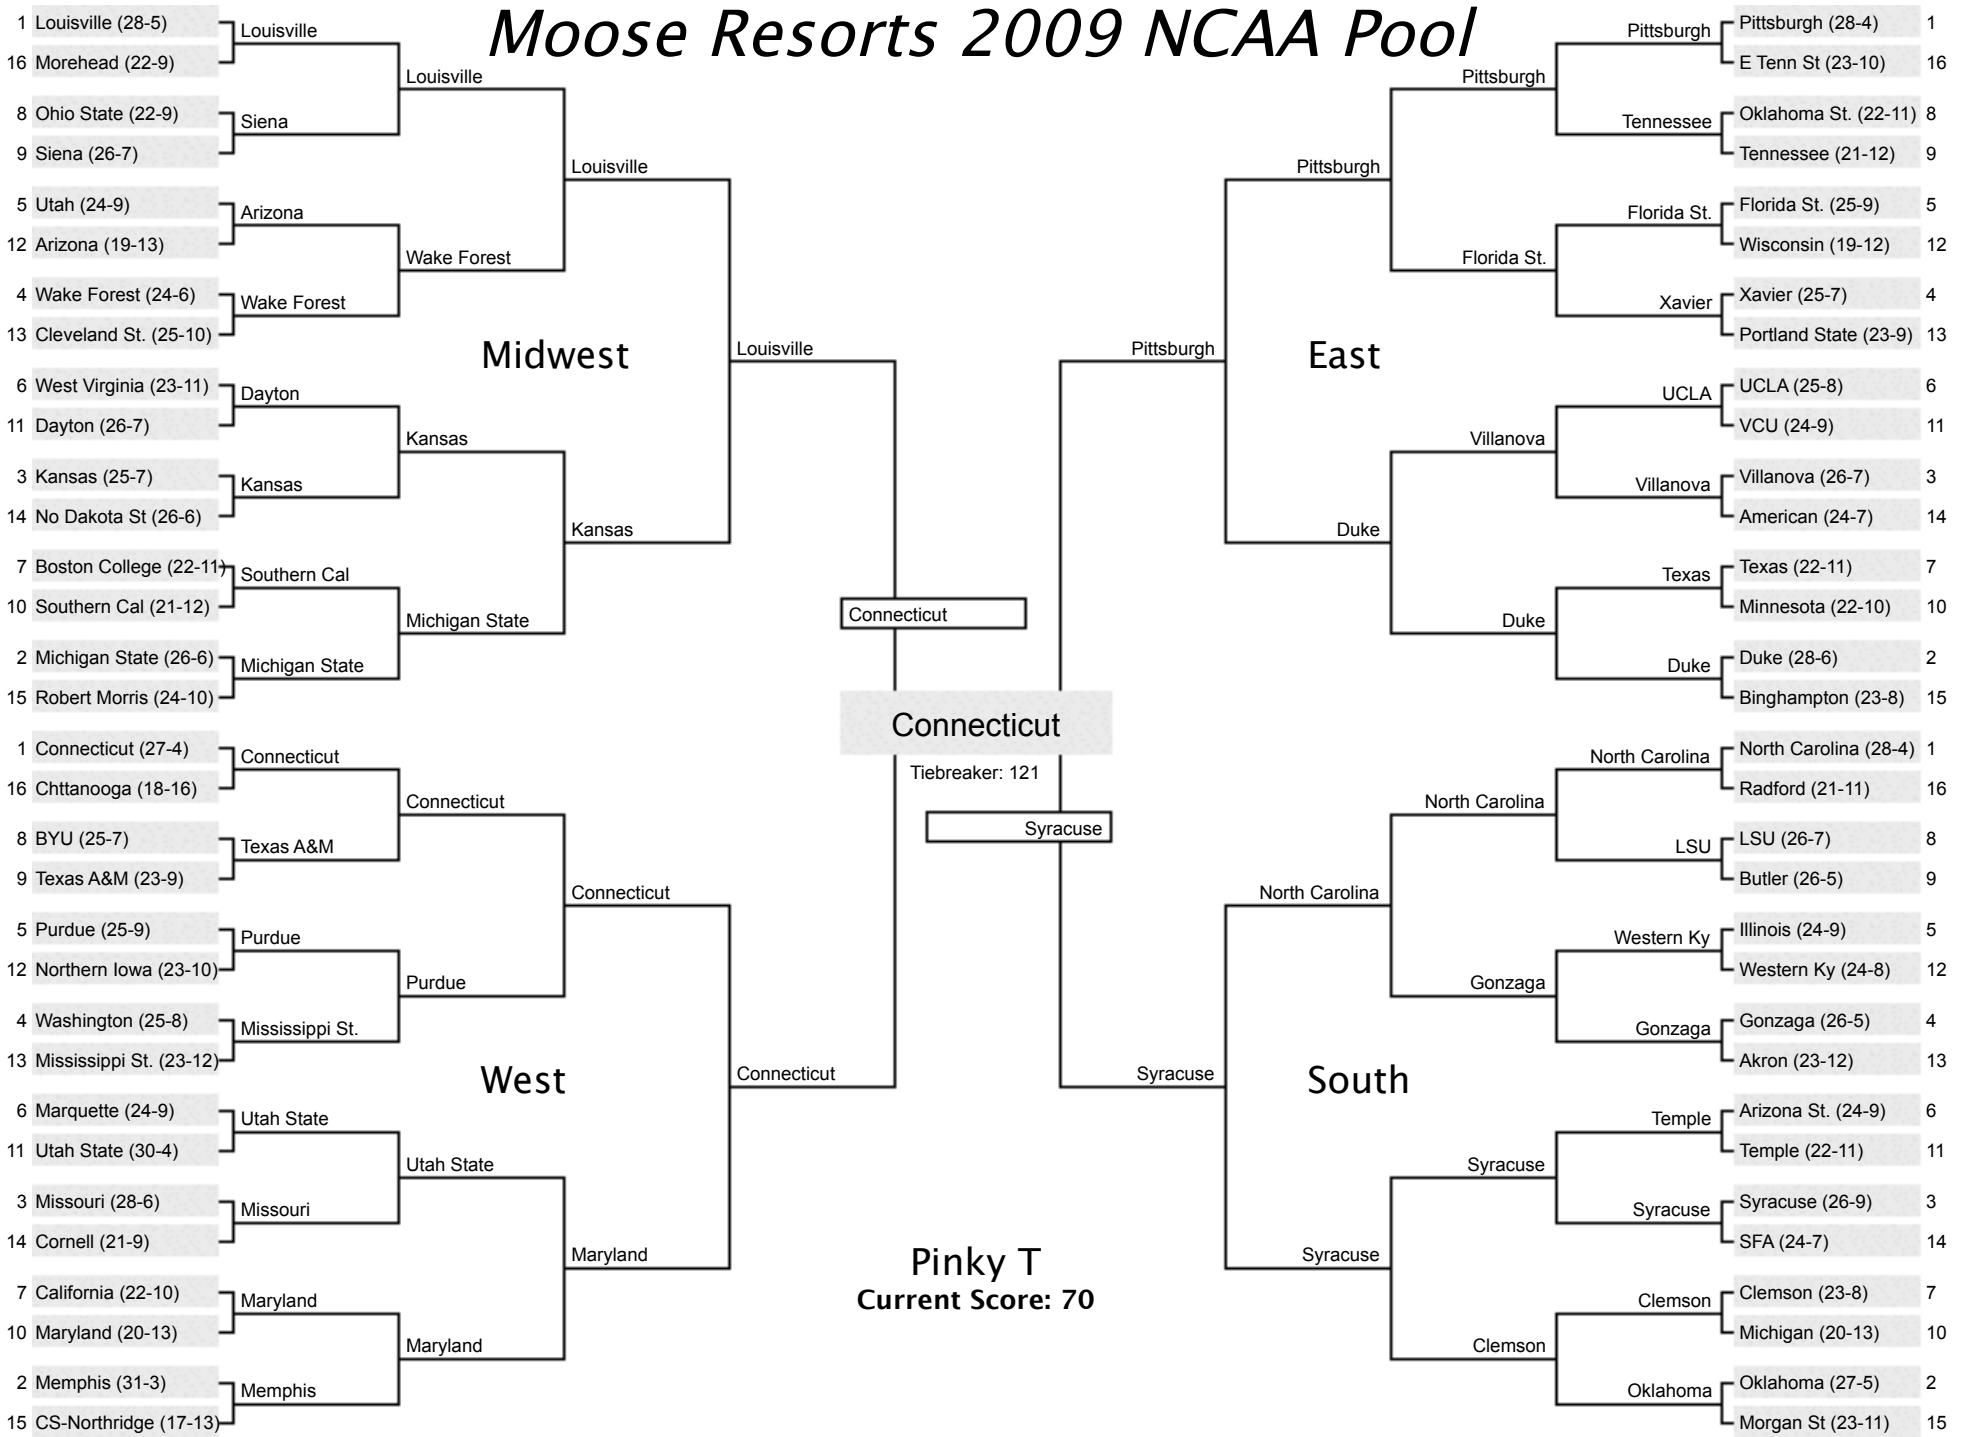 Moose Resorts 2009 NCAA Pool
1 Louisville (28-5)
16 Morehead (22-9)
8 Ohio State (22-9)
9 Siena (26-7)
5 Utah (24-9)
12 Arizona (19-13)
4 Wake Forest (24-6)
13 Cleveland St. (25-10)
6 West Virginia (23-11)
11 Dayton (26-7)
3 Kansas (25-7)
14 No Dakota St (26-6)
7 Boston College (22-11)
10 Southern Cal (21-12)
2 Michigan State (26-6)
15 Robert Morris (24-10)
Louisville
Siena
Arizona
Wake Forest
Dayton
Kansas
Southern Cal
Michigan State
Louisville
Wake Forest
Kansas
Michigan State
Louisville
Kansas
Midwest
Louisville
1 Connecticut (27-4)
16 Chttanooga (18-16)
8 BYU (25-7)
9 Texas A&M (23-9)
5 Purdue (25-9)
12 Northern Iowa (23-10)
4 Washington (25-8)
13 Mississippi St. (23-12)
6 Marquette (24-9)
11 Utah State (30-4)
3 Missouri (28-6)
14 Cornell (21-9)
7 California (22-10)
10 Maryland (20-13)
2 Memphis (31-3)
15 CS-Northridge (17-13)
Connecticut
Texas A&M
Purdue
Mississippi St.
Utah State
Missouri
Maryland
Memphis
Connecticut
Purdue
Utah State
Maryland
Connecticut
Maryland
West
Connecticut
Connecticut
Connecticut
Tiebreaker: 121
Syracuse
Pinky T
Current Score: 70
Pittsburgh
East
Pittsburgh
Duke
Pittsburgh
Florida St.
Villanova
Duke
Pittsburgh
Tennessee
Florida St.
Xavier
UCLA
Villanova
Texas
Duke
Pittsburgh (28-4) 1
E Tenn St (23-10) 16
Oklahoma St. (22-11) 8
Tennessee (21-12) 9
Florida St. (25-9) 5
Wisconsin (19-12) 12
Xavier (25-7) 4
Portland State (23-9) 13
UCLA (25-8) 6
VCU (24-9) 11
Villanova (26-7) 3
American (24-7) 14
Texas (22-11) 7
Minnesota (22-10) 10
Duke (28-6) 2
Binghampton (23-8) 15
Syracuse
South
North Carolina
Syracuse
North Carolina
Gonzaga
Syracuse
Clemson
North Carolina
LSU
Western Ky
Gonzaga
Temple
Syracuse
Clemson
Oklahoma
North Carolina (28-4) 1
Radford (21-11) 16
LSU (26-7) 8
Butler (26-5) 9
Illinois (24-9) 5
Western Ky (24-8) 12
Gonzaga (26-5) 4
Akron (23-12) 13
Arizona St. (24-9) 6
Temple (22-11) 11
Syracuse (26-9) 3
SFA (24-7) 14
Clemson (23-8) 7
Michigan (20-13) 10
Oklahoma (27-5) 2
Morgan St (23-11) 15